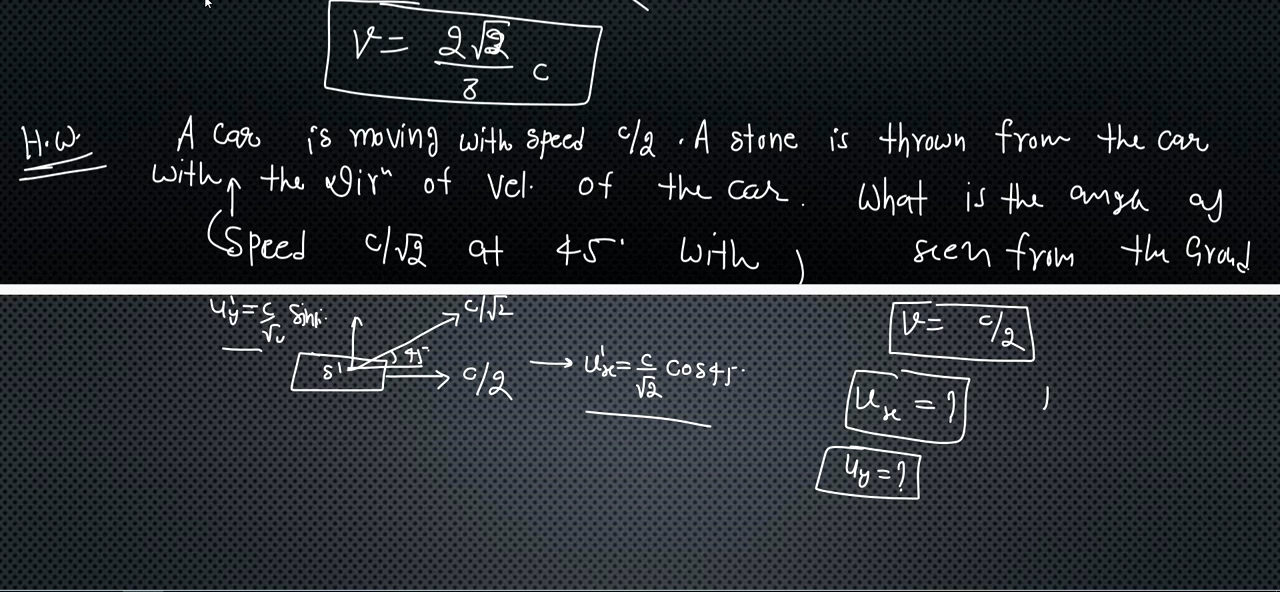 V = 2√2/3 c
H.W. A car is moving with speed c/2 . A stone is thrown from the car
with the Dirⁿ of Vel. of the car. What is the angle as
(Speed c/√2 at 45° with ) seen from the Ground
u'y = c/√2 Sin
c/√2
V = c/2
S' 45°
c/2 → u'x = c/√2 Cos45°
ux = ?
uy = ?